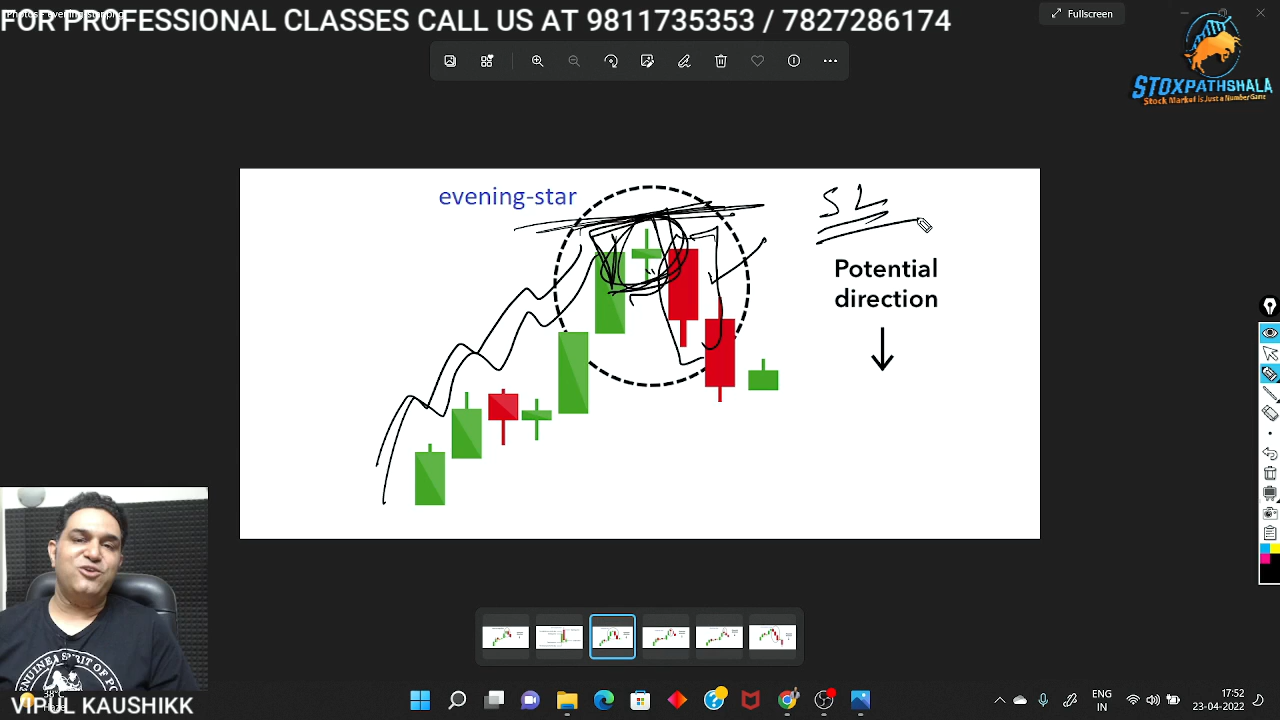 FOR PROFESSIONAL CLASSES CALL US AT 9811735353 / 7827286174
Fullscreen
STOXPATHSHALA
Stock Market is Just a Number Game
evening-star
SL
Potential
direction
VIPUL KAUSHIKK
ENG
IN
17:52
23-04-2022